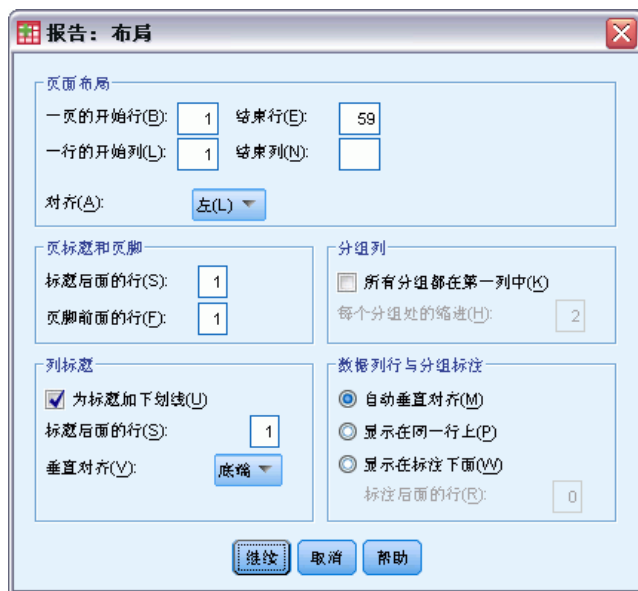 报告：布局
页面布局
一页的开始行(B): 1 结束行(E): 59
一行的开始列(L): 1 结束列(N):
对齐(A): 左(L)
页标题和页脚
标题后面的行(S): 1
页脚前面的行(F): 1
分组列
所有分组都在第一列中(K)
每个分组处的缩进(H): 2
列标题
为标题加下划线(U)
标题后面的行(S): 1
垂直对齐(V): 底端
数据列行与分组标注
自动垂直对齐(M)
显示在同一行上(P)
显示在标注下面(W)
标注后面的行(R): 0
继续 取消 帮助